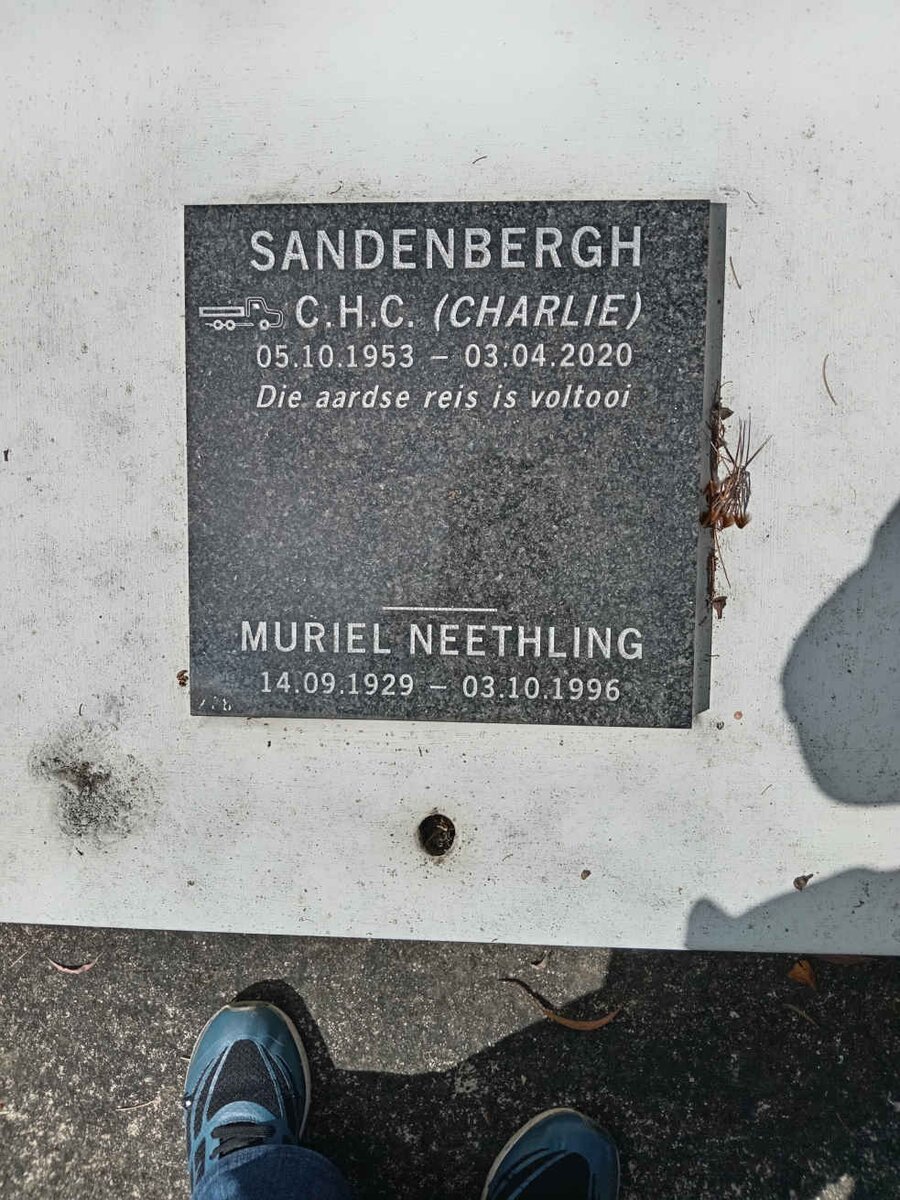 SANDENBERGH
C.H.C. (CHARLIE)
05.10.1953 – 03.04.2020
Die aardse reis is voltooi
MURIEL NEETHLING
14.09.1929 – 03.10.1996